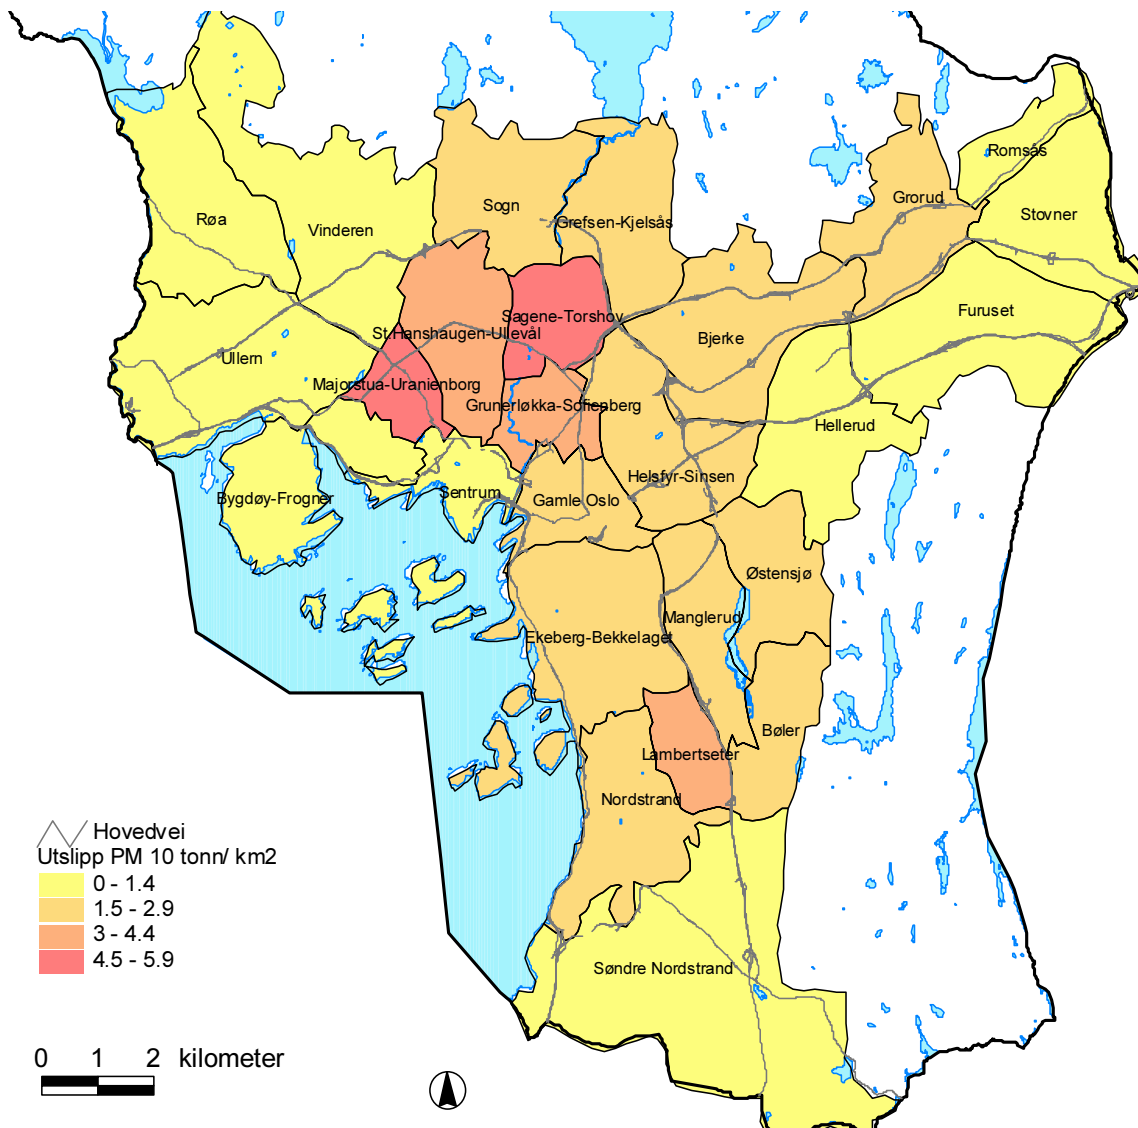 Romsås
Grorud
Sogn
Stovner
Røa
Grefsen-Kjelsås
Vinderen
Furuset
Sagene-Torshov
St.Hanshaugen-Ullevål
Bjerke
Ullern
Majorstua-Uranienborg
Grunerløkka-Sofienberg
Hellerud
Helsfyr-Sinsen
Sentrum
Bygdøy-Frogner
Gamle Oslo
Østensjø
Manglerud
Ekeberg-Bekkelaget
Bøler
Lambertseter
Nordstrand
Søndre Nordstrand
Hovedvei
Utslipp PM 10 tonn/ km2
0 - 1.4
1.5 - 2.9
3 - 4.4
4.5 - 5.9
0 1 2 kilometer